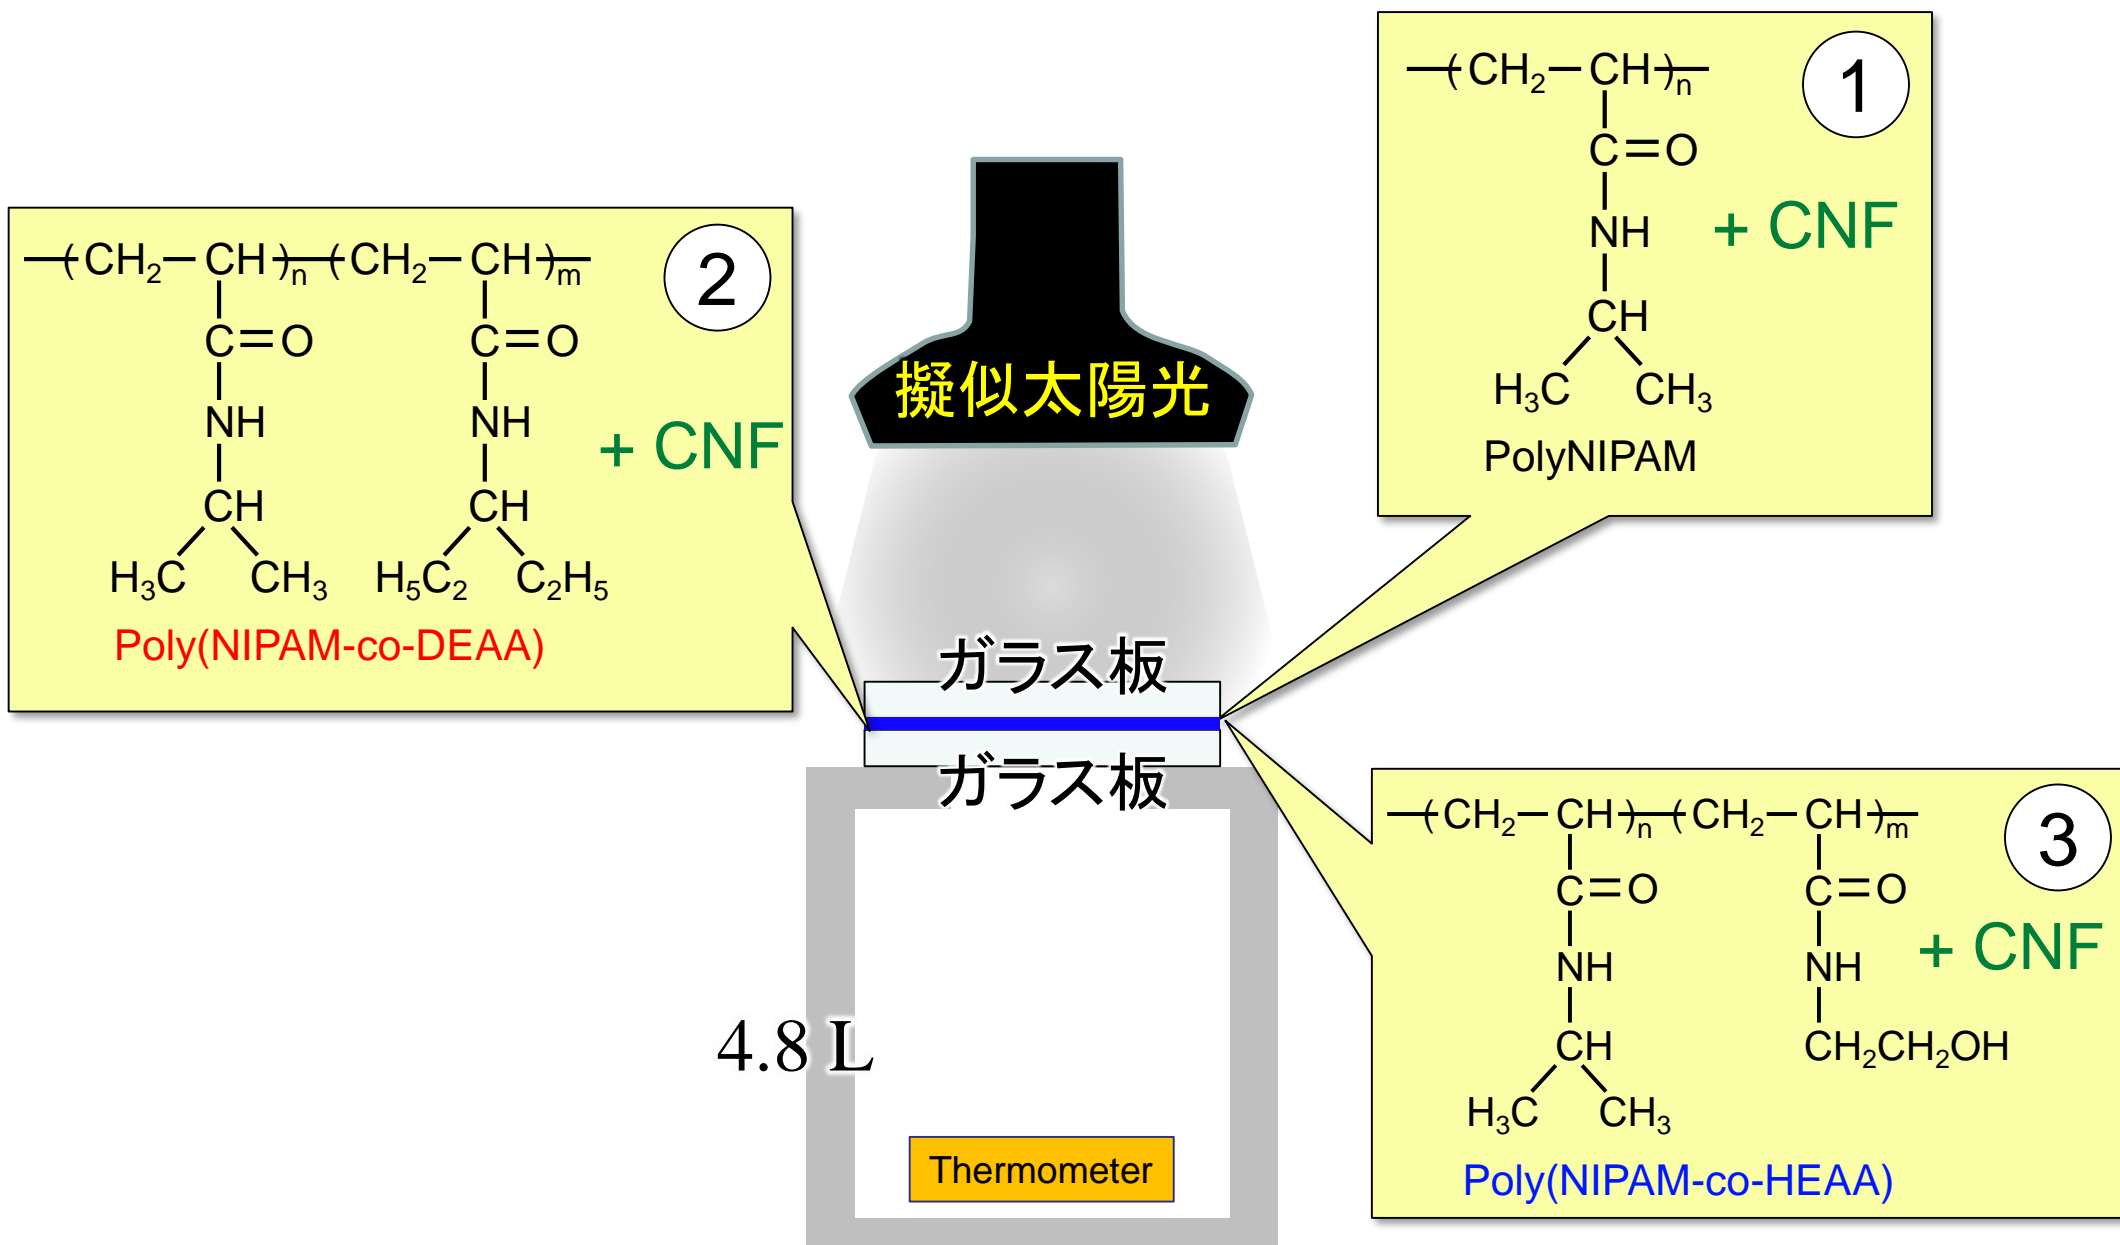 —(CH₂—CH)ₙ
C=O
NH
CH
H₃C CH₃
PolyNIPAM
+ CNF
1
—(CH₂—CH)ₙ—(CH₂—CH)ₘ
C=O C=O
NH NH
CH CH
H₃C CH₃ H₅C₂ C₂H₅
Poly(NIPAM-co-DEAA)
+ CNF
2
擬似太陽光
ガラス板
ガラス板
4.8 L
Thermometer
—(CH₂—CH)ₙ—(CH₂—CH)ₘ
C=O C=O
NH NH
CH CH₂CH₂OH
H₃C CH₃
Poly(NIPAM-co-HEAA)
+ CNF
3